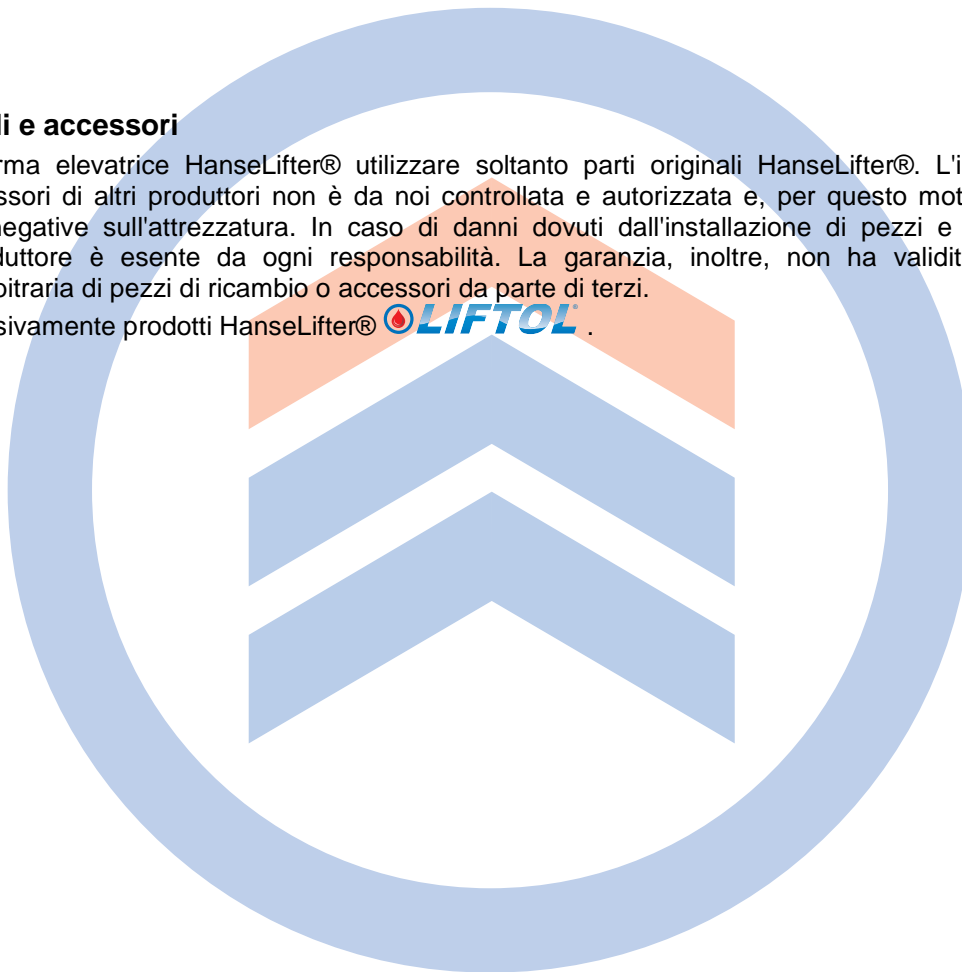 li e accessori
rma elevatrice HanseLifter® utilizzare soltanto parti originali HanseLifter®. L'i
ssori di altri produttori non è da noi controllata e autorizzata e, per questo mot
negative sull'attrezzatura. In caso di danni dovuti dall'installazione di pezzi e
duttore è esente da ogni responsabilità. La garanzia, inoltre, non ha validit
bitraria di pezzi di ricambio o accessori da parte di terzi.
sivamente prodotti HanseLifter® LIFTOL .